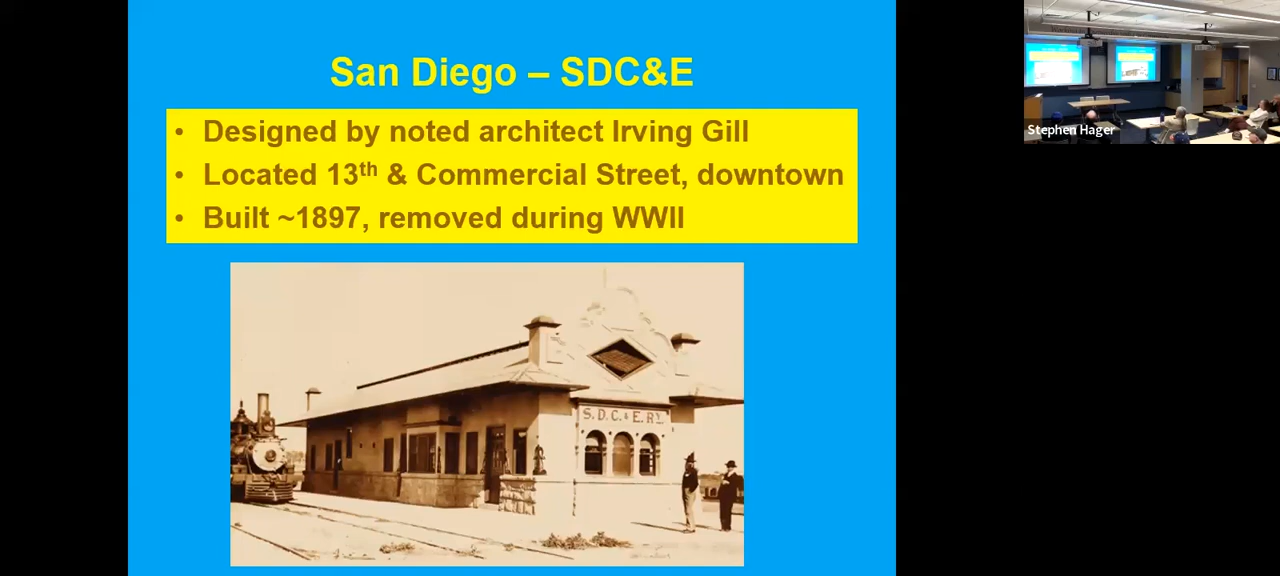 San Diego – SDC&E
• Designed by noted architect Irving Gill
• Located 13th & Commercial Street, downtown
• Built ~1897, removed during WWII
S. D. C. & E. RY.
Stephen Hager